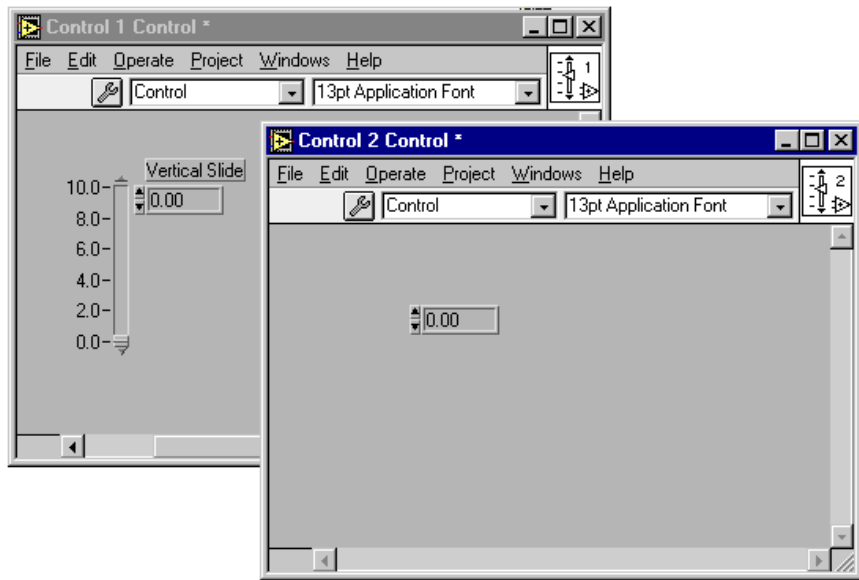 Control 1 Control *
File Edit Operate Project Windows Help
1
Control 13pt Application Font
Vertical Slide
0.00
10.0
8.0
6.0
4.0
2.0
0.0
Control 2 Control *
File Edit Operate Project Windows Help
2
Control 13pt Application Font
0.00